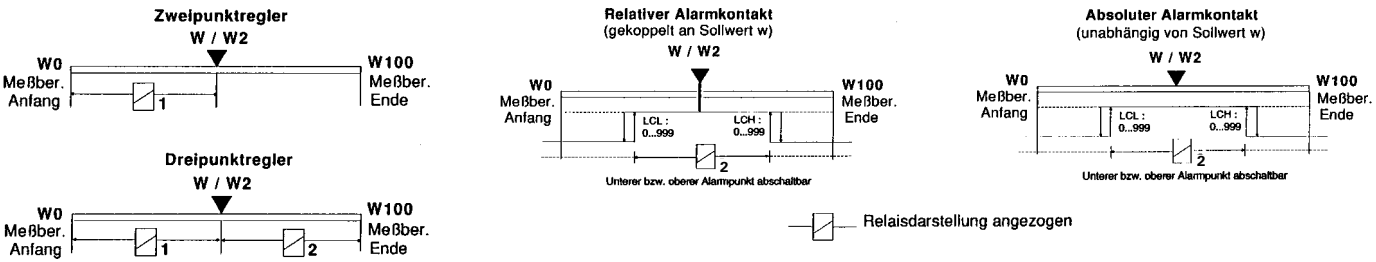 Zweipunktregler
W / W2
W0
Meßber.
Anfang
W100
Meßber.
Ende
1
Dreipunktregler
W / W2
W0
Meßber.
Anfang
W100
Meßber.
Ende
1
2
Relativer Alarmkontakt
(gekoppelt an Sollwert w)
W / W2
W0
Meßber.
Anfang
W100
Meßber.
Ende
LCL :
0...999
LCH :
0...999
2
Unterer bzw. oberer Alarmpunkt abschaltbar
Absoluter Alarmkontakt
(unabhängig von Sollwert w)
W / W2
W0
Meßber.
Anfang
W100
Meßber.
Ende
LCL :
0...999
LCH :
0...999
2
Unterer bzw. oberer Alarmpunkt abschaltbar
Relaisdarstellung angezogen